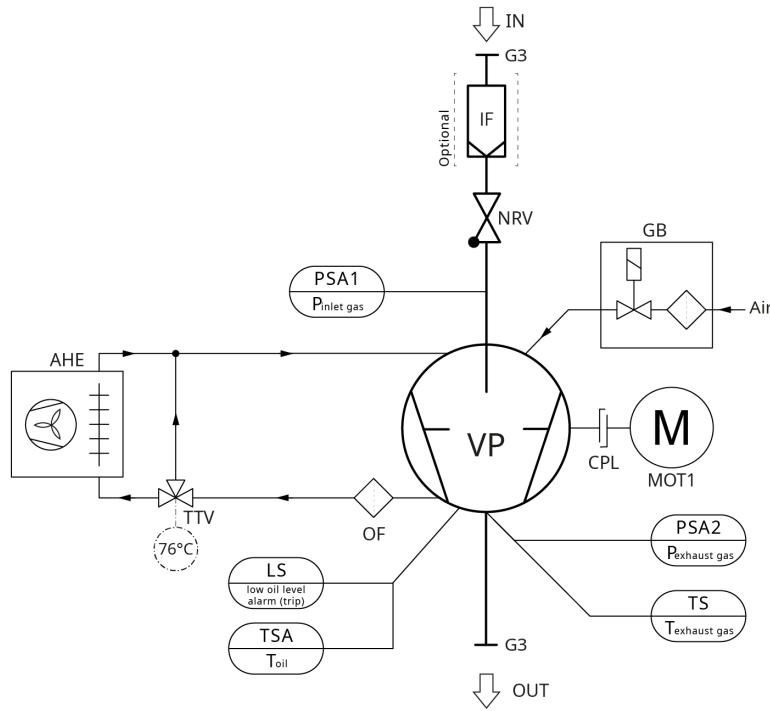 IN
G3
Optional
IF
NRV
GB
PSA1
Pinlet gas
Air
AHE
VP
M
CPL
MOT1
TTV
OF
76°C
PSA2
Pexhaust gas
LS
low oil level
alarm (trip)
TS
Texhaust gas
TSA
Toil
G3
OUT